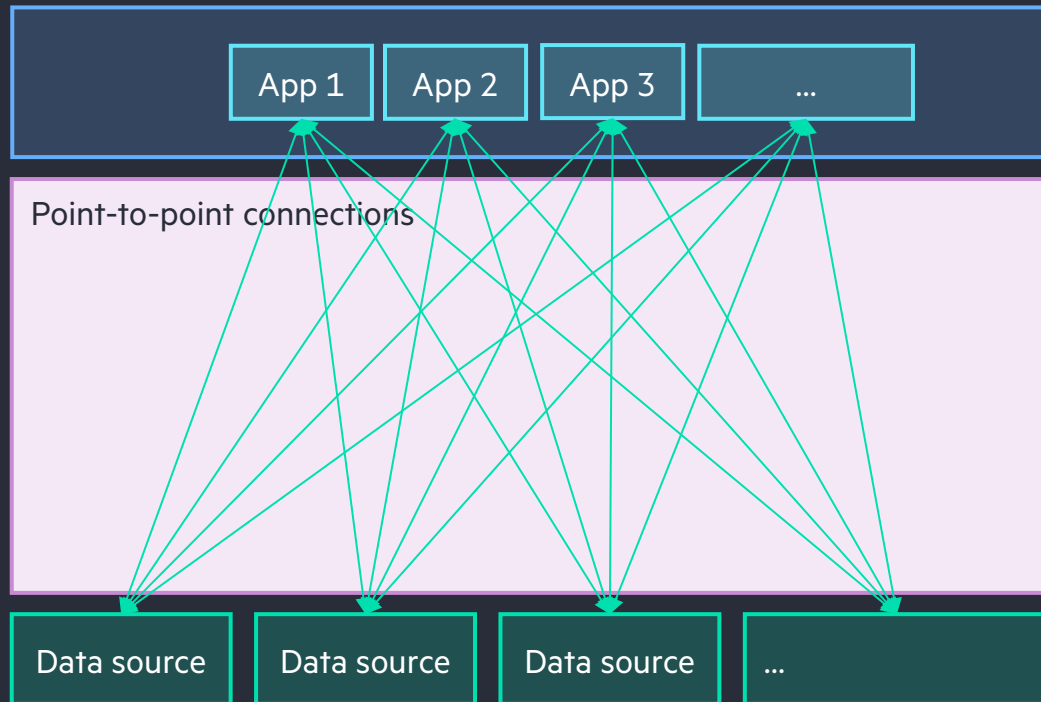 App 1
App 2
App 3
...
Point-to-point connections
Data source
Data source
Data source
...